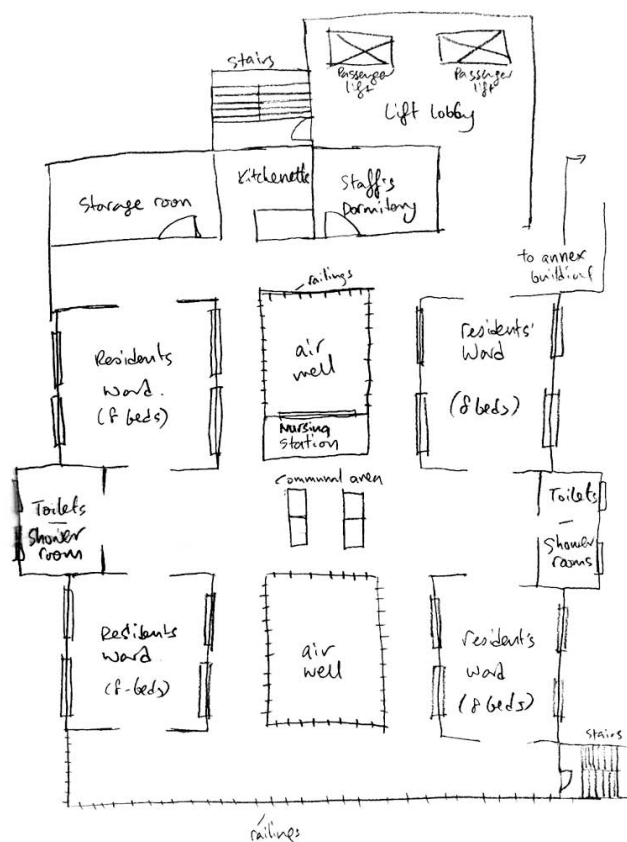 Stairs
Passenger
lift
Passenger
lift
Lift lobby
Storage room
Kitchenette
Staff's
Dormitory
to annex
building
railings
Residents
Ward.
(8 beds)
air
well
residents'
Ward
(8 beds)
Nursing
Station
Communal area
Toilets
Shower
room
Toilets
Shower
rooms
Residents
Ward.
(8-beds)
air
well
resident's
Ward
(8 beds)
Stairs
railings